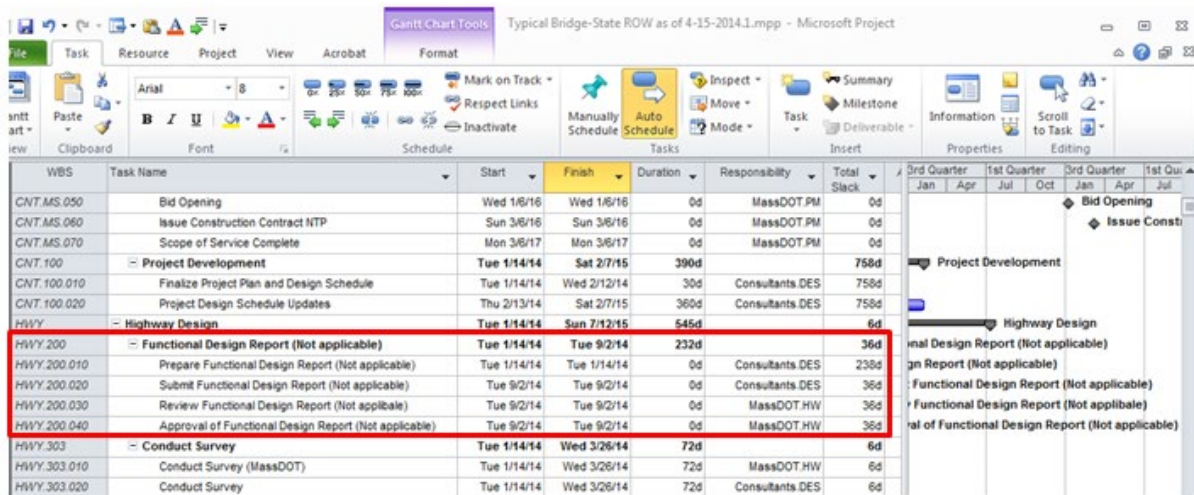 Gantt Chart Tools
Typical Bridge-State ROW as of 4-15-2014.1.mpp - Microsoft Project
File Task Resource Project View Acrobat Format
Paste
Arial 8
B I U A
0% 25% 50% 75% 100%
Mark on Track
Respect Links
Inactivate
Manually Schedule
Auto Schedule
Inspect
Move
Mode
Task
Summary
Milestone
Deliverable
Information
Scroll to Task
Clipboard Font Schedule Tasks Insert Properties Editing
WBS Task Name Start Finish Duration Responsibility Total Slack
3rd Quarter 1st Quarter 3rd Quarter 1st Qua
Jan Apr Jul Oct Jan Apr Jul
CNT.MS.050 Bid Opening Wed 1/6/16 Wed 1/6/16 0d MassDOT.PM 0d Bid Opening
CNT.MS.060 Issue Construction Contract NTP Sun 3/6/16 Sun 3/6/16 0d MassDOT.PM 0d Issue Consti
CNT.MS.070 Scope of Service Complete Mon 3/6/17 Mon 3/6/17 0d MassDOT.PM 0d
CNT.100 Project Development Tue 1/14/14 Sat 2/7/15 390d 758d Project Development
CNT.100.010 Finalize Project Plan and Design Schedule Tue 1/14/14 Wed 2/12/14 30d Consultants.DES 758d
CNT.100.020 Project Design Schedule Updates Thu 2/13/14 Sat 2/7/15 360d Consultants.DES 758d
HWY Highway Design Tue 1/14/14 Sun 7/12/15 545d 6d Highway Design
HWY.200 Functional Design Report (Not applicable) Tue 1/14/14 Tue 9/2/14 232d 36d onal Design Report (Not applicable)
HWY.200.010 Prepare Functional Design Report (Not applicable) Tue 1/14/14 Tue 1/14/14 0d Consultants.DES 238d gn Report (Not applicable)
HWY.200.020 Submit Functional Design Report (Not applicable) Tue 9/2/14 Tue 9/2/14 0d Consultants.DES 36d Functional Design Report (Not applicable)
HWY.200.030 Review Functional Design Report (Not applibale) Tue 9/2/14 Tue 9/2/14 0d MassDOT.HW 36d Functional Design Report (Not applibale)
HWY.200.040 Approval of Functional Design Report (Not applicable) Tue 9/2/14 Tue 9/2/14 0d MassDOT.HW 36d val of Functional Design Report (Not applicable)
HWY.303 Conduct Survey Tue 1/14/14 Wed 3/26/14 72d 6d
HWY.303.010 Conduct Survey (MassDOT) Tue 1/14/14 Wed 3/26/14 72d MassDOT.HW 6d
HWY.303.020 Conduct Survey Tue 1/14/14 Wed 3/26/14 72d Consultants.DES 6d